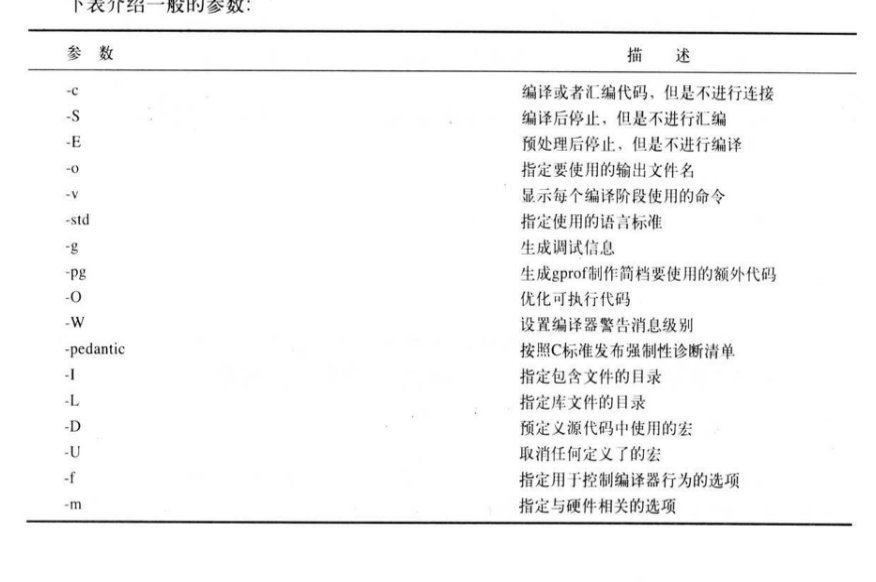 下表介绍一般的参数：
参 数 描 述
-c 编译或者汇编代码，但是不进行连接
-S 编译后停止，但是不进行汇编
-E 预处理后停止，但是不进行编译
-o 指定要使用的输出文件名
-v 显示每个编译阶段使用的命令
-std 指定使用的语言标准
-g 生成调试信息
-pg 生成gprof制作简档要使用的额外代码
-O 优化可执行代码
-W 设置编译器警告消息级别
-pedantic 按照C标准发布强制性诊断清单
-I 指定包含文件的目录
-L 指定库文件的目录
-D 预定义源代码中使用的宏
-U 取消任何定义了的宏
-f 指定用于控制编译器行为的选项
-m 指定与硬件相关的选项